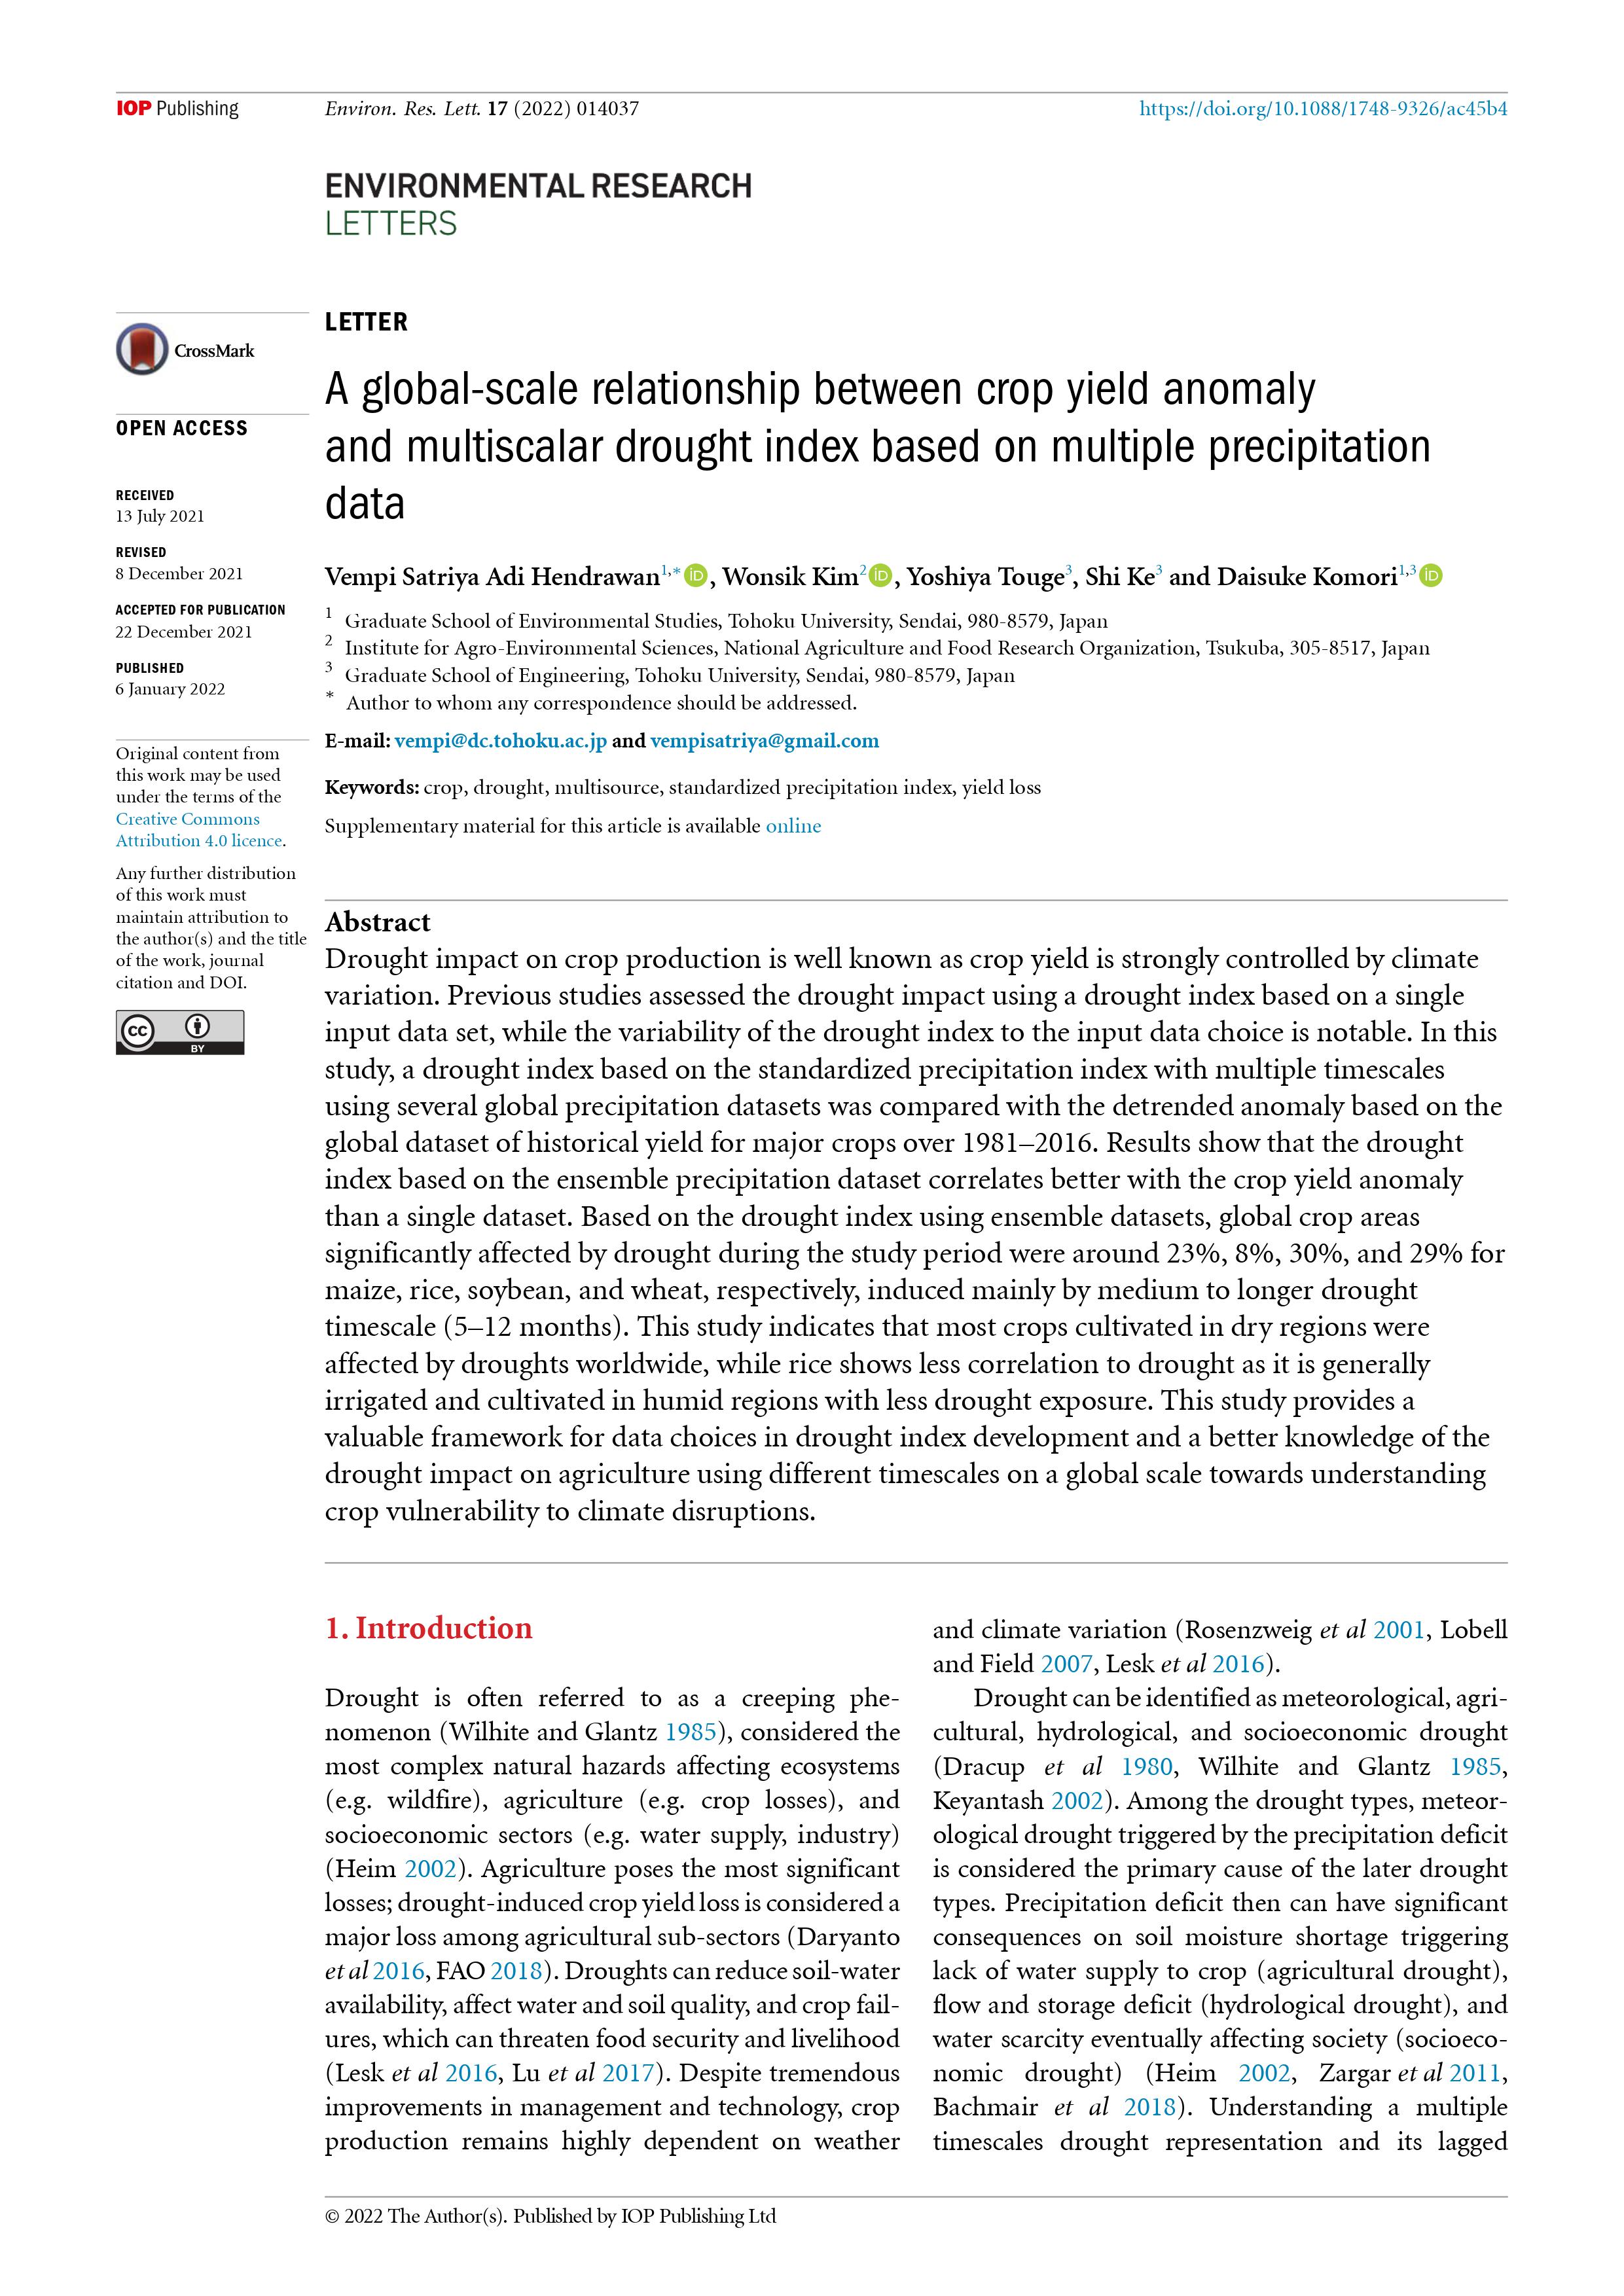 IOP Publishing
Environ. Res. Lett. 17 (2022) 014037
https://doi.org/10.1088/1748-9326/ac45b4
ENVIRONMENTAL RESEARCH
LETTERS
CrossMark
OPEN ACCESS
RECEIVED
13 July 2021
REVISED
8 December 2021
ACCEPTED FOR PUBLICATION
22 December 2021
PUBLISHED
6 January 2022
Original content from
this work may be used
under the terms of the
Creative Commons
Attribution 4.0 licence.
Any further distribution
of this work must
maintain attribution to
the author(s) and the title
of the work, journal
citation and DOI.
cc
BY
LETTER
A global-scale relationship between crop yield anomaly
and multiscalar drought index based on multiple precipitation
data
Vempi Satriya Adi Hendrawan1,* iD, Wonsik Kim2 iD, Yoshiya Touge3, Shi Ke3 and Daisuke Komori1,3 iD
1 Graduate School of Environmental Studies, Tohoku University, Sendai, 980-8579, Japan
2 Institute for Agro-Environmental Sciences, National Agriculture and Food Research Organization, Tsukuba, 305-8517, Japan
3 Graduate School of Engineering, Tohoku University, Sendai, 980-8579, Japan
* Author to whom any correspondence should be addressed.
E-mail: vempi@dc.tohoku.ac.jp and vempisatriya@gmail.com
Keywords: crop, drought, multisource, standardized precipitation index, yield loss
Supplementary material for this article is available online
Abstract
Drought impact on crop production is well known as crop yield is strongly controlled by climate
variation. Previous studies assessed the drought impact using a drought index based on a single
input data set, while the variability of the drought index to the input data choice is notable. In this
study, a drought index based on the standardized precipitation index with multiple timescales
using several global precipitation datasets was compared with the detrended anomaly based on the
global dataset of historical yield for major crops over 1981–2016. Results show that the drought
index based on the ensemble precipitation dataset correlates better with the crop yield anomaly
than a single dataset. Based on the drought index using ensemble datasets, global crop areas
significantly affected by drought during the study period were around 23%, 8%, 30%, and 29% for
maize, rice, soybean, and wheat, respectively, induced mainly by medium to longer drought
timescale (5–12 months). This study indicates that most crops cultivated in dry regions were
affected by droughts worldwide, while rice shows less correlation to drought as it is generally
irrigated and cultivated in humid regions with less drought exposure. This study provides a
valuable framework for data choices in drought index development and a better knowledge of the
drought impact on agriculture using different timescales on a global scale towards understanding
crop vulnerability to climate disruptions.
1. Introduction
Drought is often referred to as a creeping phe-
nomenon (Wilhite and Glantz 1985), considered the
most complex natural hazards affecting ecosystems
(e.g. wildfire), agriculture (e.g. crop losses), and
socioeconomic sectors (e.g. water supply, industry)
(Heim 2002). Agriculture poses the most significant
losses; drought-induced crop yield loss is considered a
major loss among agricultural sub-sectors (Daryanto
et al 2016, FAO 2018). Droughts can reduce soil-water
availability, affect water and soil quality, and crop fail-
ures, which can threaten food security and livelihood
(Lesk et al 2016, Lu et al 2017). Despite tremendous
improvements in management and technology, crop
production remains highly dependent on weather
and climate variation (Rosenzweig et al 2001, Lobell
and Field 2007, Lesk et al 2016).
Drought can be identified as meteorological, agri-
cultural, hydrological, and socioeconomic drought
(Dracup et al 1980, Wilhite and Glantz 1985,
Keyantash 2002). Among the drought types, meteor-
ological drought triggered by the precipitation deficit
is considered the primary cause of the later drought
types. Precipitation deficit then can have significant
consequences on soil moisture shortage triggering
lack of water supply to crop (agricultural drought),
flow and storage deficit (hydrological drought), and
water scarcity eventually affecting society (socioeco-
nomic drought) (Heim 2002, Zargar et al 2011,
Bachmair et al 2018). Understanding a multiple
timescales drought representation and its lagged
© 2022 The Author(s). Published by IOP Publishing Ltd